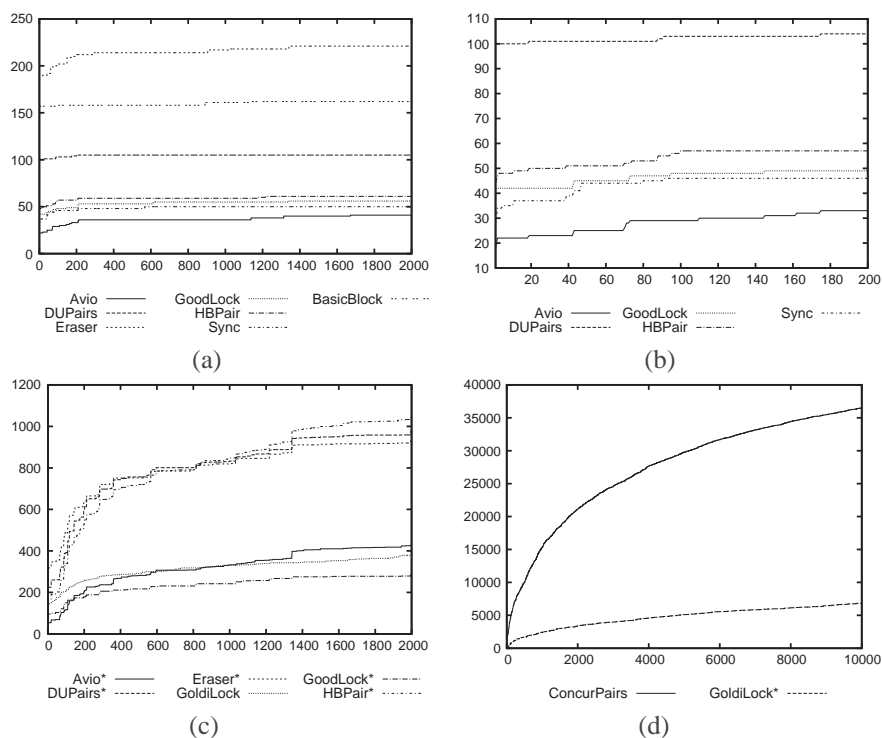 250
200
150
100
50
0
0 200 400 600 800 1000 1200 1400 1600 1800 2000
Avio GoodLock BasicBlock
DUPairs HBPair
Eraser Sync
(a)
110
100
90
80
70
60
50
40
30
20
10
20 40 60 80 100 120 140 160 180 200
Avio GoodLock Sync
DUPairs HBPair
(b)
1200
1000
800
600
400
200
0
0 200 400 600 800 1000 1200 1400 1600 1800 2000
Avio* Eraser* GoodLock*
DUPairs* GoldiLock HBPair*
(c)
40000
35000
30000
25000
20000
15000
10000
5000
0
0 2000 4000 6000 8000 10000
ConcurPairs GoldiLock*
(d)